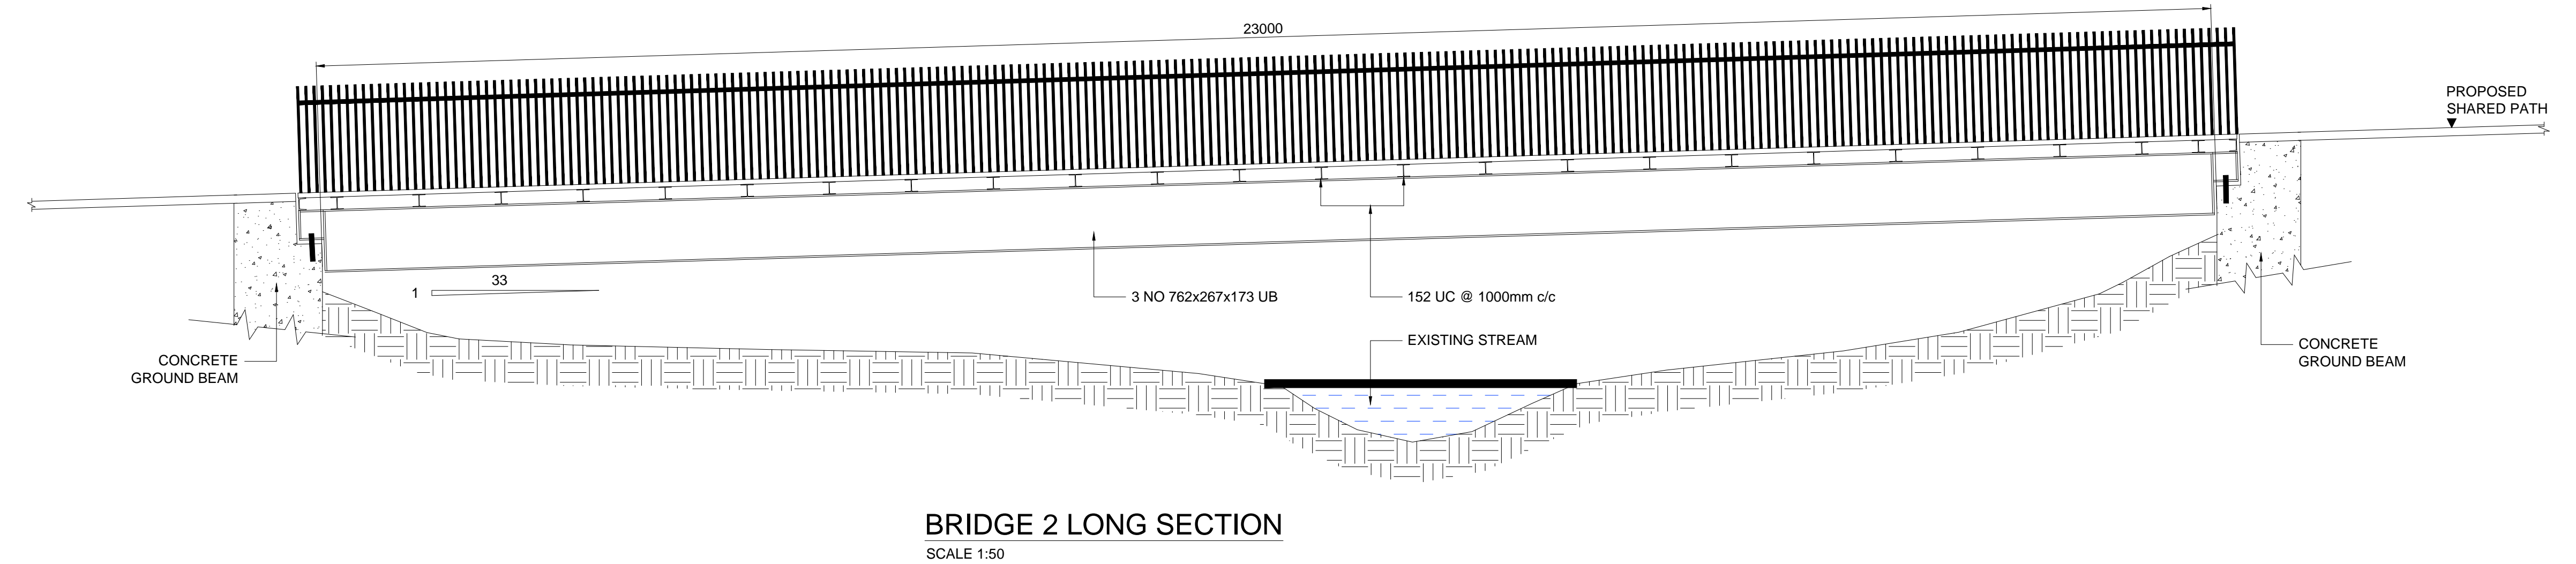 23000
PROPOSED
SHARED PATH
33
1
3 NO 762x267x173 UB
152 UC @ 1000mm c/c
EXISTING STREAM
CONCRETE
GROUND BEAM
CONCRETE
GROUND BEAM
BRIDGE 2 LONG SECTION
SCALE 1:50